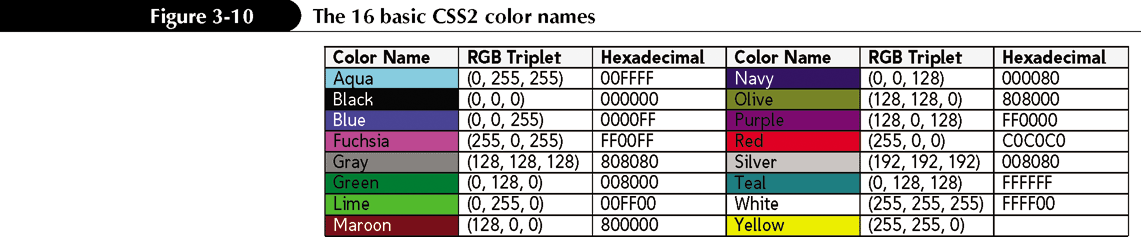 Figure 3-10 The 16 basic CSS2 color names
Color Name RGB Triplet Hexadecimal Color Name RGB Triplet Hexadecimal
Aqua (0, 255, 255) 00FFFF Navy (0, 0, 128) 000080
Black (0, 0, 0) 000000 Olive (128, 128, 0) 808000
Blue (0, 0, 255) 0000FF Purple (128, 0, 128) FF0000
Fuchsia (255, 0, 255) FF00FF Red (255, 0, 0) C0C0C0
Gray (128, 128, 128) 808080 Silver (192, 192, 192) 008080
Green (0, 128, 0) 008000 Teal (0, 128, 128) FFFFFF
Lime (0, 255, 0) 00FF00 White (255, 255, 255) FFFF00
Maroon (128, 0, 0) 800000 Yellow (255, 255, 0)